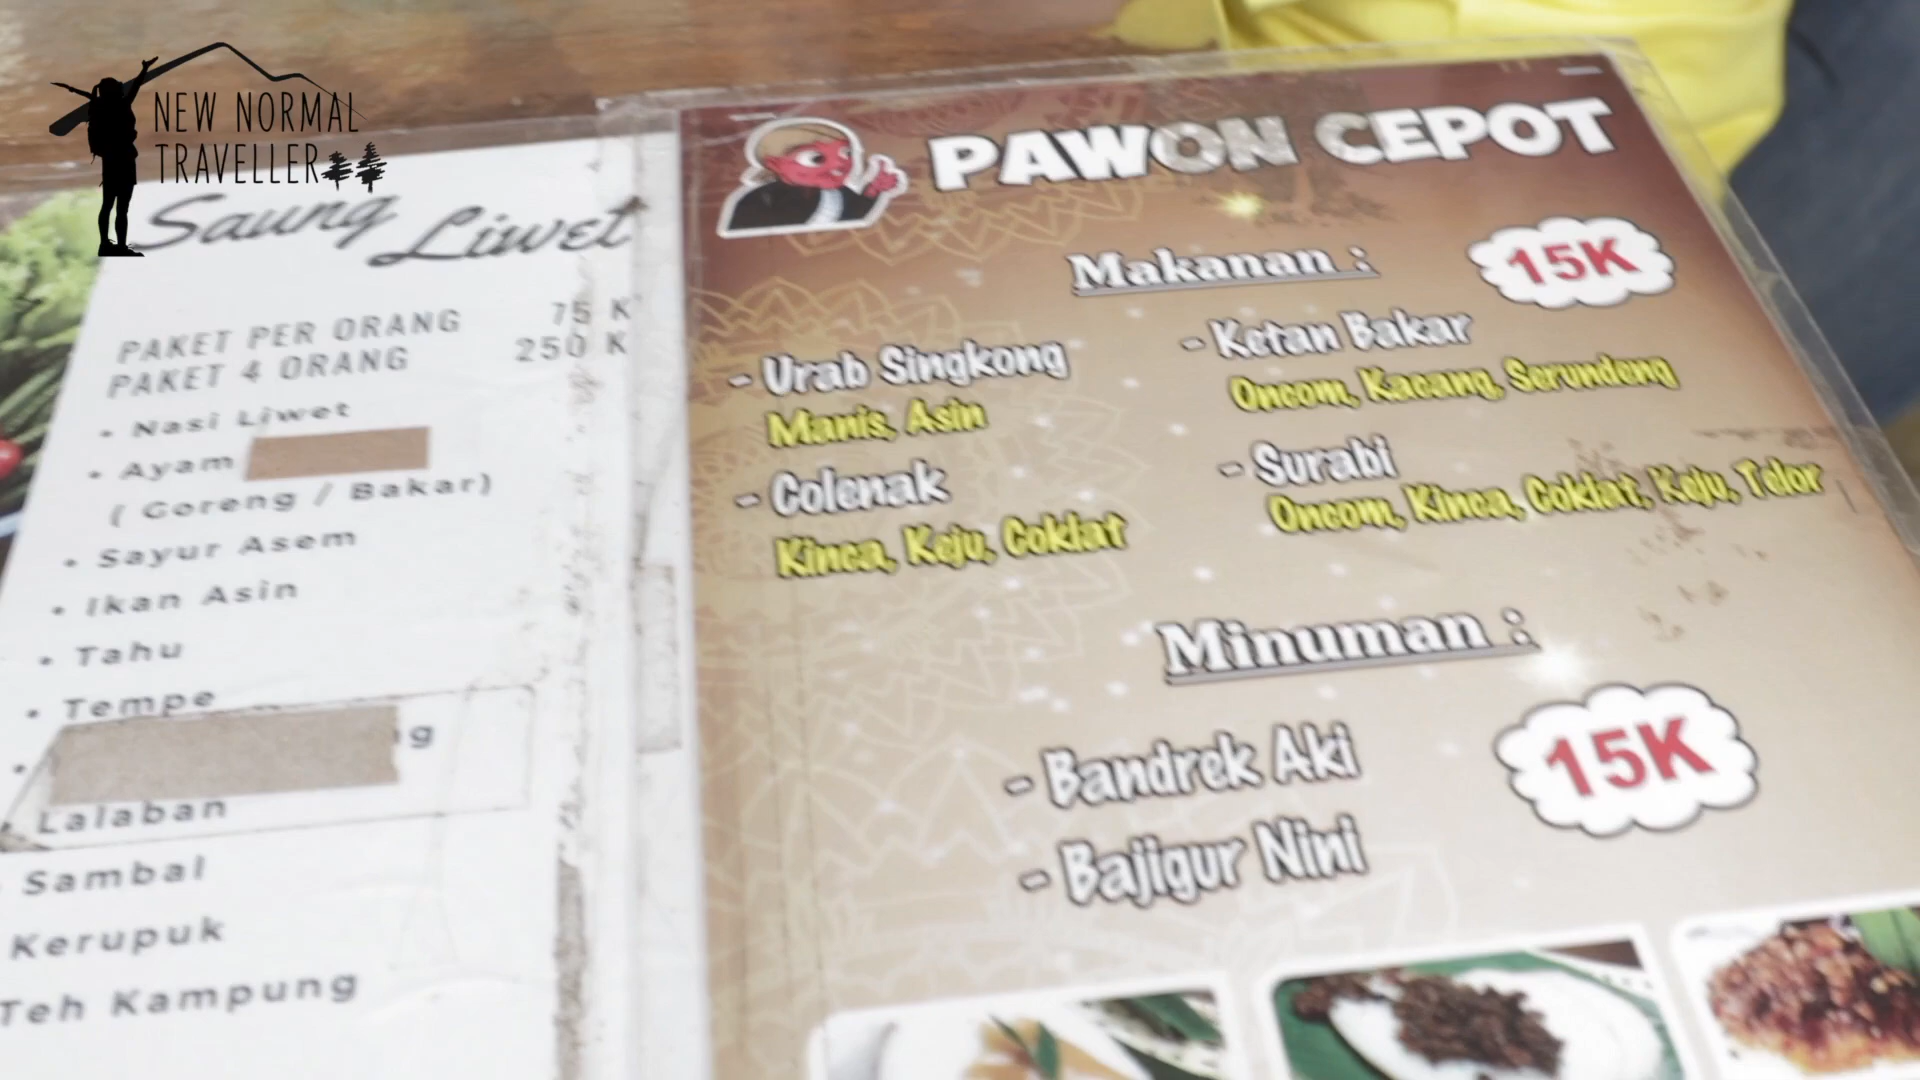 NEW NORMAL
TRAVELLER
Saung Liwet
PAKET PER ORANG 75 K
PAKET 4 ORANG 250 K
• Nasi Liwet
• Ayam
( Goreng / Bakar)
• Sayur Asem
• Ikan Asin
• Tahu
• Tempe
• Lalaban
Sambal
Kerupuk
Teh Kampung
PAWON CEPOT
Makanan :
15K
- Urab Singkong
Manis, Asin
- Colenak
Kinca, Keju, Coklat
- Ketan Bakar
Oncom, Kacang, Serundeng
- Surabi
Oncom, Kinca, Coklat, Keju, Telor
Minuman :
15K
- Bandrek Aki
- Bajigur Nini